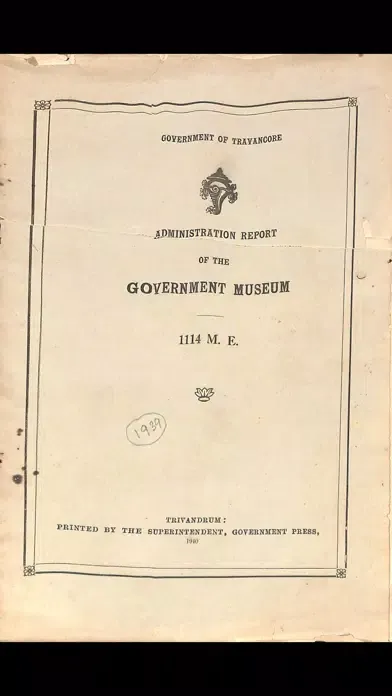 GOVERNMENT OF TRAVANCORE
ADMINISTRATION REPORT
OF THE
GOVERNMENT MUSEUM
1114 M. E.
1939
TRIVANDRUM:
PRINTED BY THE SUPERINTENDENT, GOVERNMENT PRESS,
1940